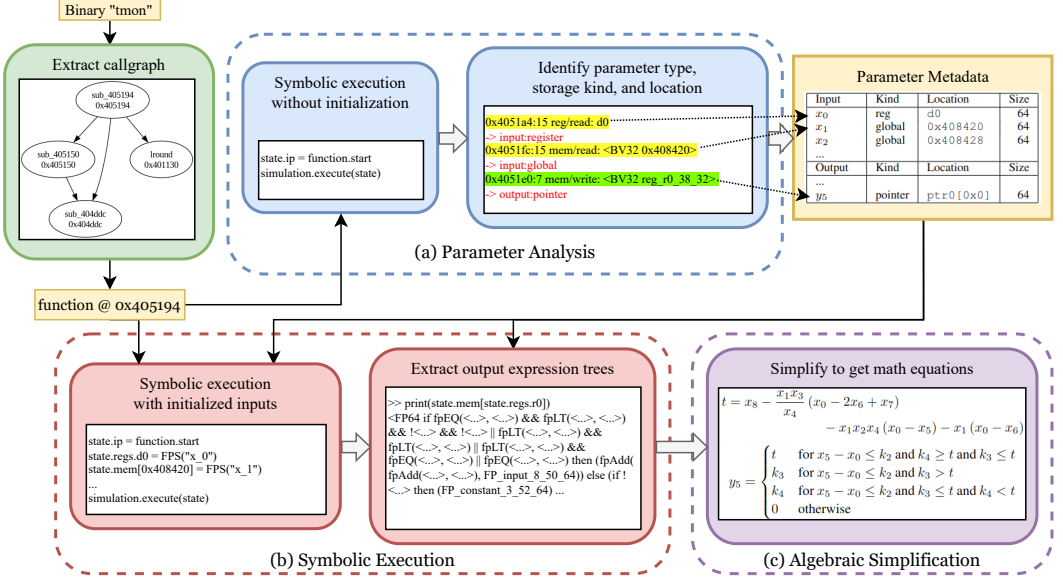 Binary "tmon"
Extract callgraph
sub_405194
0x405194
sub_405150
0x405150
lround
0x401130
sub_404ddc
0x404ddc
function @ 0x405194
Symbolic execution
without initialization
state.ip = function.start
simulation.execute(state)
Identify parameter type,
storage kind, and location
0x4051a4:15 reg/read: d0
-> input:register
0x4051fc:15 mem/read: <BV32 0x408420>
-> input:global
0x4051e0:7 mem/write: <BV32 reg_r0_38_32>
-> output:pointer
(a) Parameter Analysis
Parameter Metadata
Input Kind Location Size
x0 reg d0 64
x1 global 0x408420 64
x2 global 0x408428 64
...
Output Kind Location Size
...
y5 pointer ptr0[0x0] 64
Symbolic execution
with initialized inputs
state.ip = function.start
state.regs.d0 = FPS("x_0")
state.mem[0x408420] = FPS("x_1")
...
simulation.execute(state)
Extract output expression trees
>> print(state.mem[state.regs.r0])
<FP64 if fpEQ(<...>, <...>) && fpLT(<...>, <...>)
&& !<...> && !<...> || fpLT(<...>, <...>) &&
fpLT(<...>, <...>) || fpLT(<...>, <...>) &&
fpEQ(<...>, <...>) || fpEQ(<...>, <...>) then (fpAdd(
fpAdd(<...>, <...>), FP_input_8_50_64)) else (if !
<...> then (FP_constant_3_52_64) ...
(b) Symbolic Execution
Simplify to get math equations
t = x8 − x1x3/x4 (x0 − 2x6 + x7)
− x1x2x4 (x0 − x5) − x1 (x0 − x6)
y5 = { t for x5 − x0 ≤ k2 and k4 ≥ t and k3 ≤ t
k3 for x5 − x0 ≤ k2 and k3 > t
k4 for x5 − x0 ≤ k2 and k3 ≤ t and k4 < t
0 otherwise
(c) Algebraic Simplification